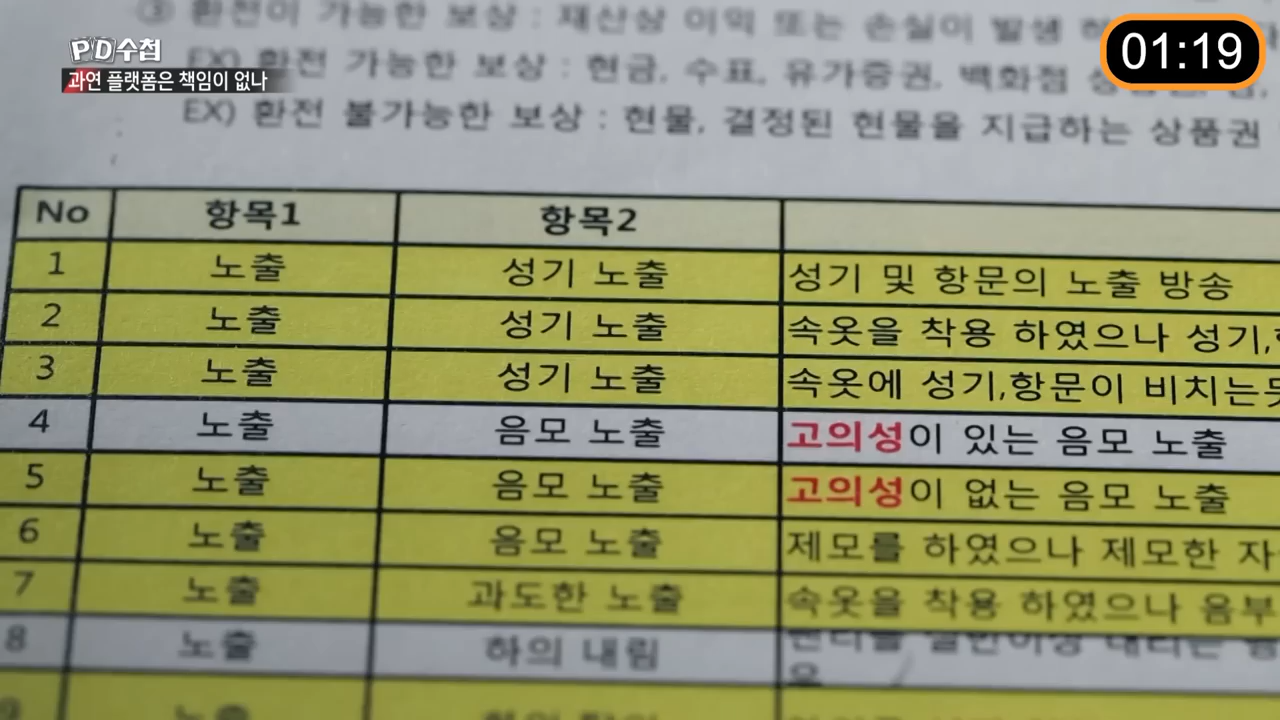 PD수첩
과연 플랫폼은 책임이 없나
01:19
③ 환전이 가능한 보상 : 재산상 이익 또는 손실이 발생
EX) 환전 가능한 보상 : 현금, 수표, 유가증권, 백화점
EX) 환전 불가능한 보상 : 현물, 결정된 현물을 지급하는 상품권
No 항목1 항목2
1 노출 성기 노출 성기 및 항문의 노출 방송
2 노출 성기 노출 속옷을 착용 하였으나 성기,
3 노출 성기 노출 속옷에 성기,항문이 비치는
4 노출 음모 노출 고의성이 있는 음모 노출
5 노출 음모 노출 고의성이 없는 음모 노출
6 노출 음모 노출 제모를 하였으나 제모한
7 노출 과도한 노출 속옷을 착용 하였으나 음부
8 노출 하의 내림
9 노출